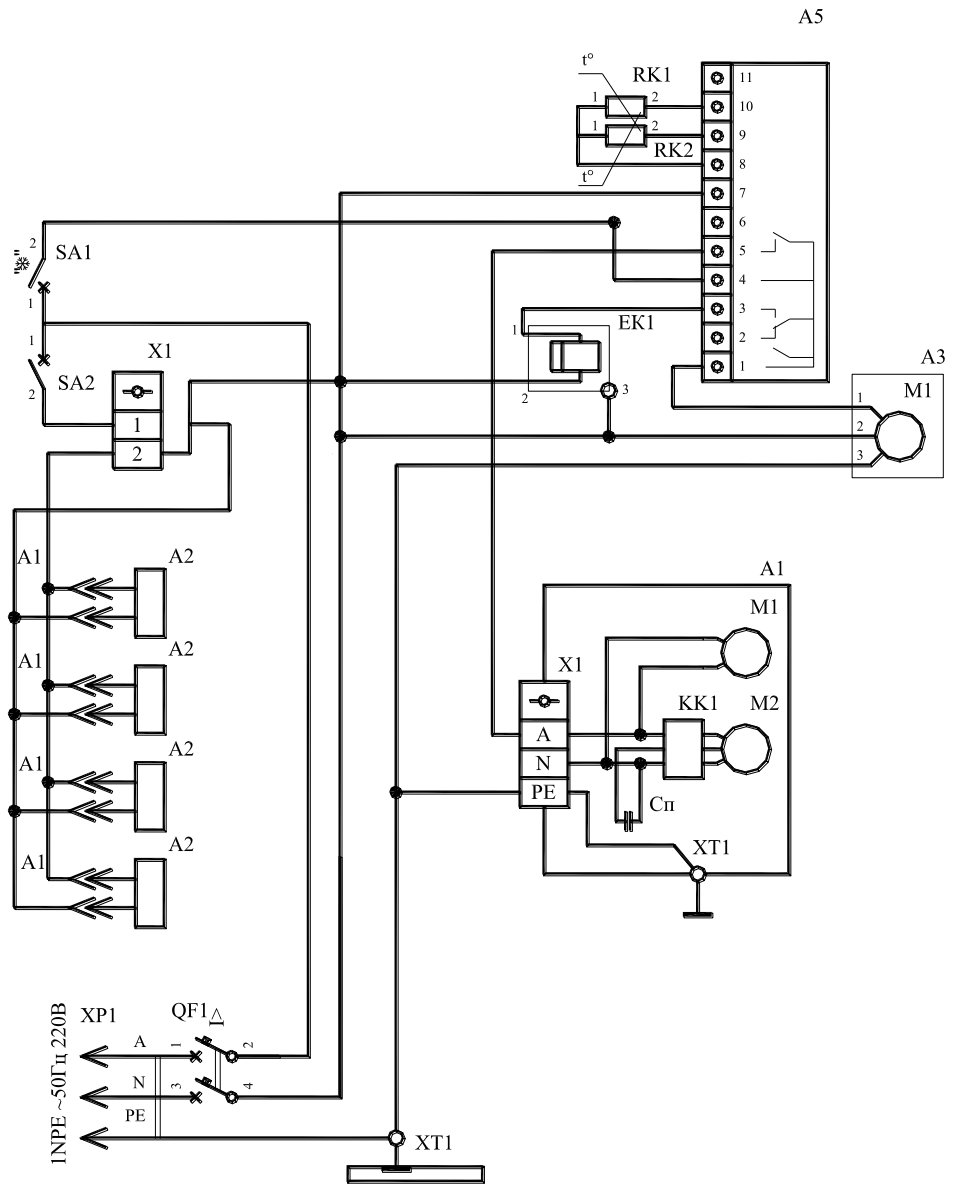 A5
t°
RK1
1
2
11
10
1
2
9
RK2
8
t°
7
6
2
SA1
"❄"
5
4
1
3
EK1
1
2
1
X1
A3
1
SA2
2
3
M1
1
2
1
2
2
3
A1
A2
A1
M1
A1
A2
X1
KK1
M2
A
A1
A2
N
PE
Сп
A1
A2
XT1
1NPE ~50Гц 220В
XP1
QF1
I>
A
1
2
N
3
4
PE
XT1